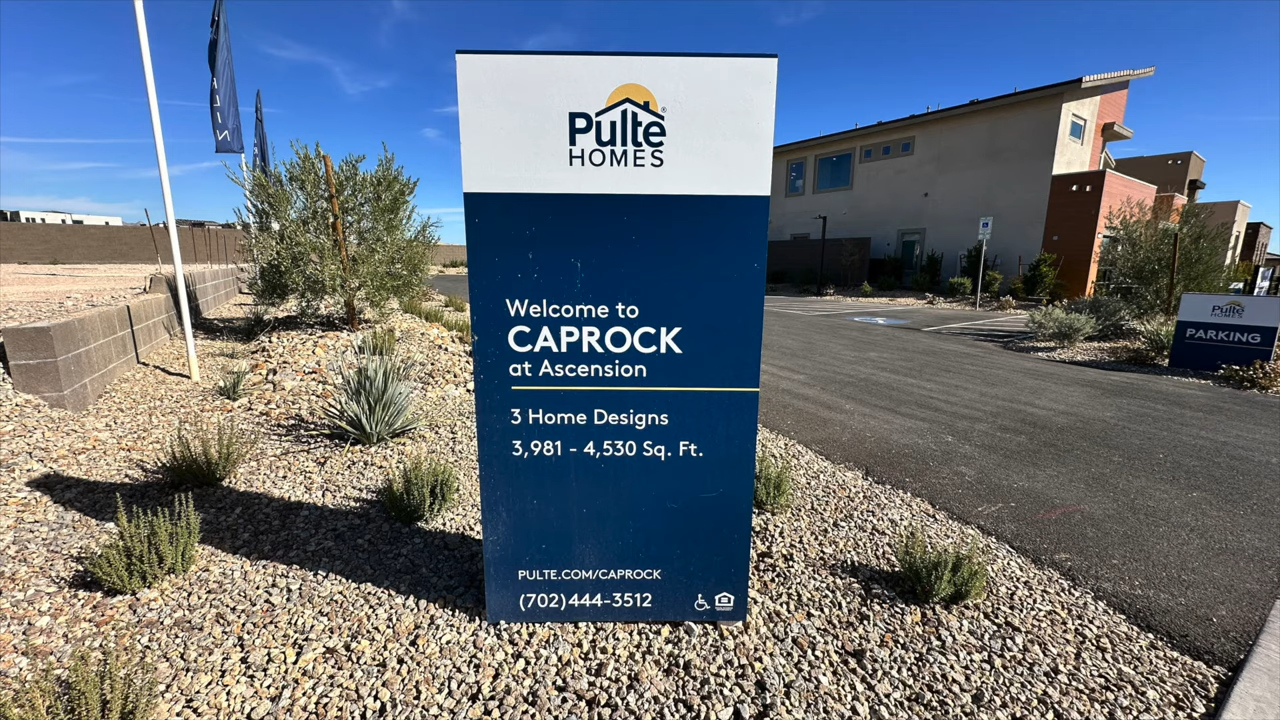 Pulte
HOMES
Welcome to
CAPROCK
at Ascension
3 Home Designs
3,981 - 4,530 Sq. Ft.
PULTE.COM/CAPROCK
(702)444-3512
Pulte
HOMES
PARKING